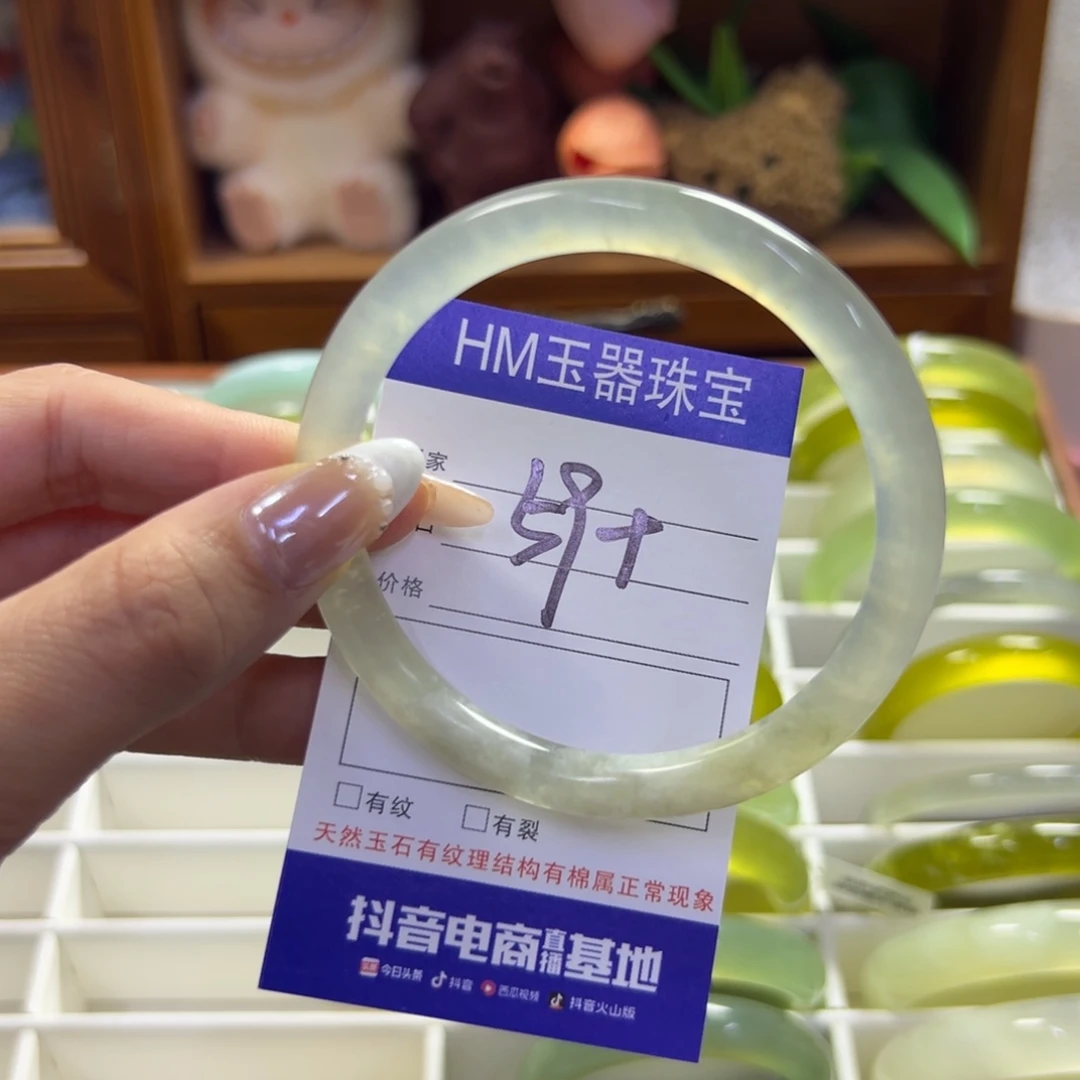 HM玉器珠宝
家
价格
有纹
有裂
天然玉石有纹理结构有棉属正常现象
抖音电商直播基地
头条 今日头条 抖音 西瓜视频 抖音火山版